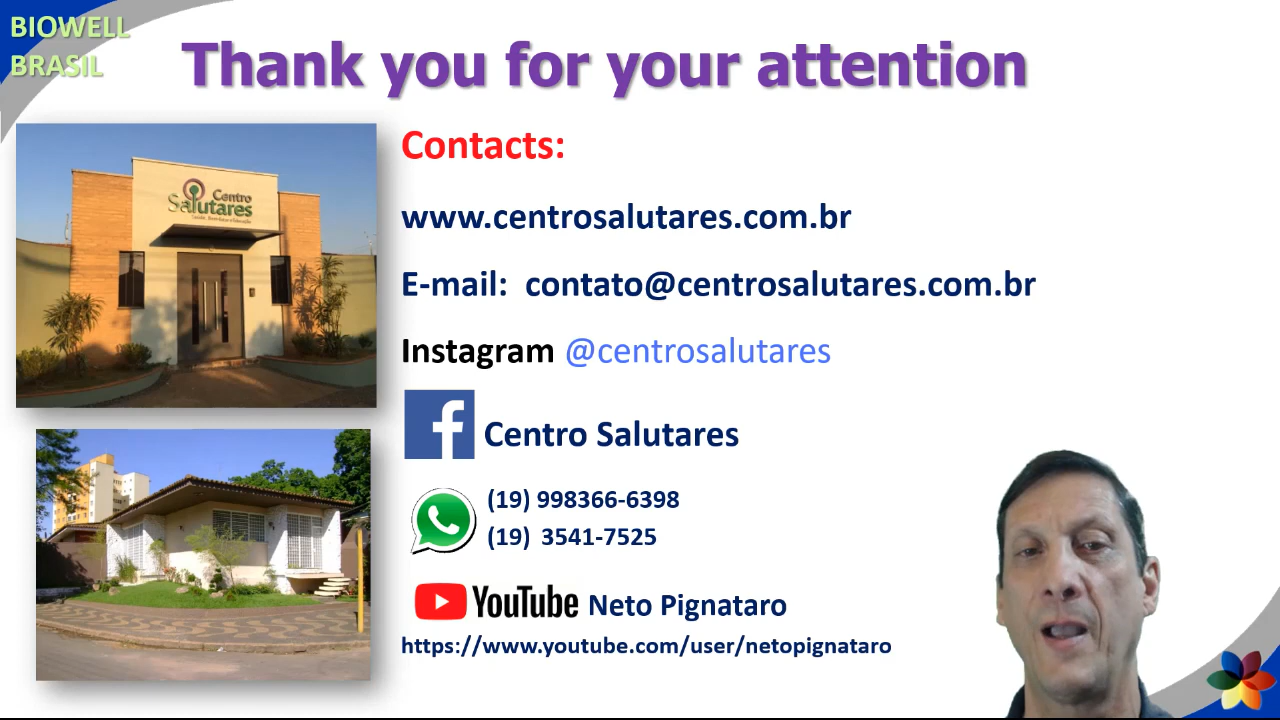 BIOWELL
BRASIL
Thank you for your attention
Centro
Salutares
Contacts:
www.centrosalutares.com.br
E-mail: contato@centrosalutares.com.br
Instagram @centrosalutares
f Centro Salutares
(19) 998366-6398
(19) 3541-7525
YouTube Neto Pignataro
https://www.youtube.com/user/netopignataro